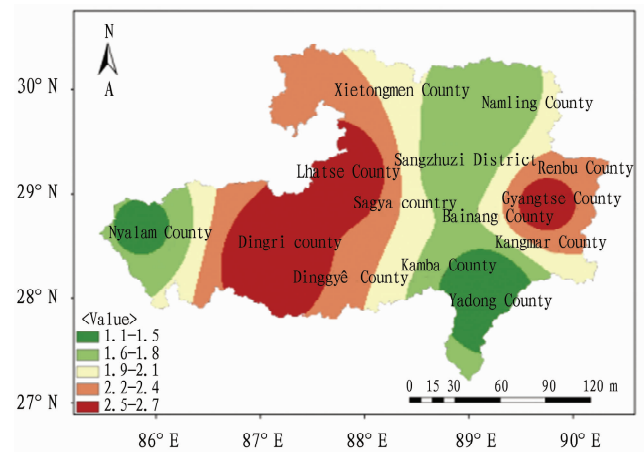 N
A
30° N
29° N
28° N
27° N
Xietongmen County
Namling County
Sangzhuzi District
Renbu County
Lhatse County
Gyangtse County
Sagya country
Bainang County
Nyalam County
Dingri county
Kangmar County
Kamba County
Dinggyê County
Yadong County
<Value>
1.1—1.5
1.6—1.8
1.9—2.1
2.2—2.4
2.5—2.7
0 15 30 60 90 120 m
86° E 87° E 88° E 89° E 90° E